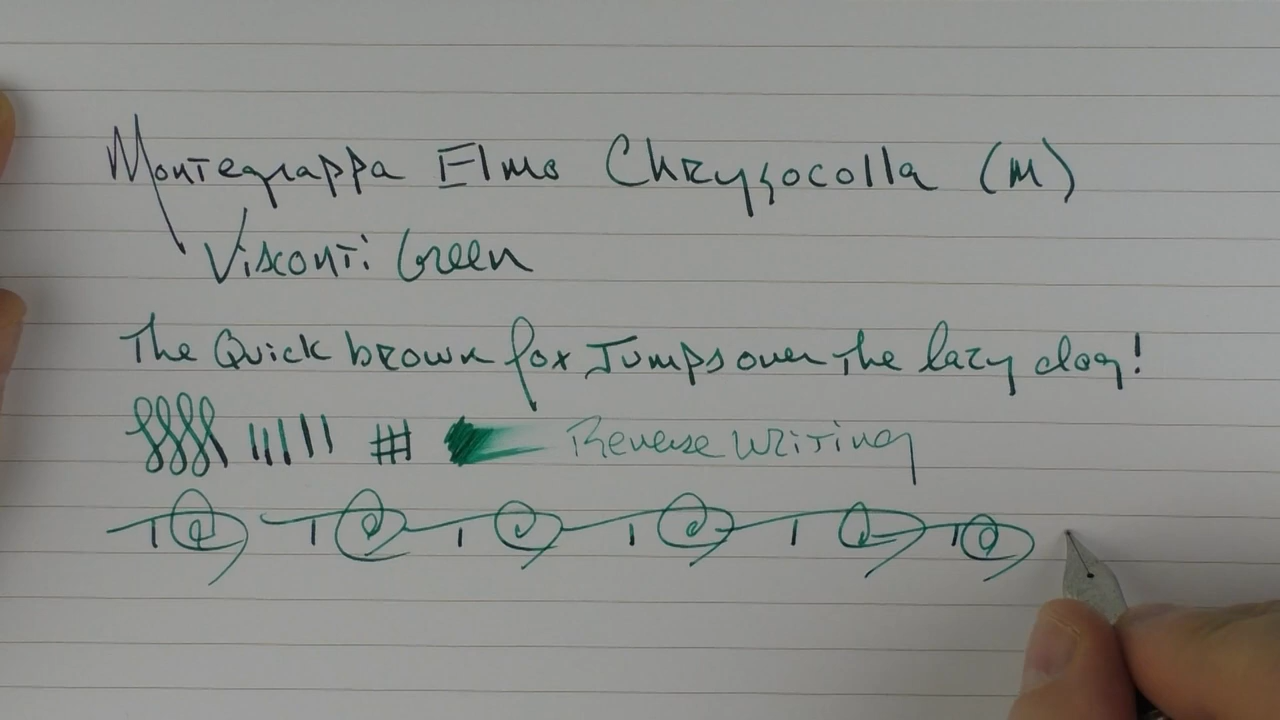 Montegrappa Elmo Chrysocolla (M)
Visconti Green
The Quick brown fox Jumps over The lazy dog!
# Reverse Writing